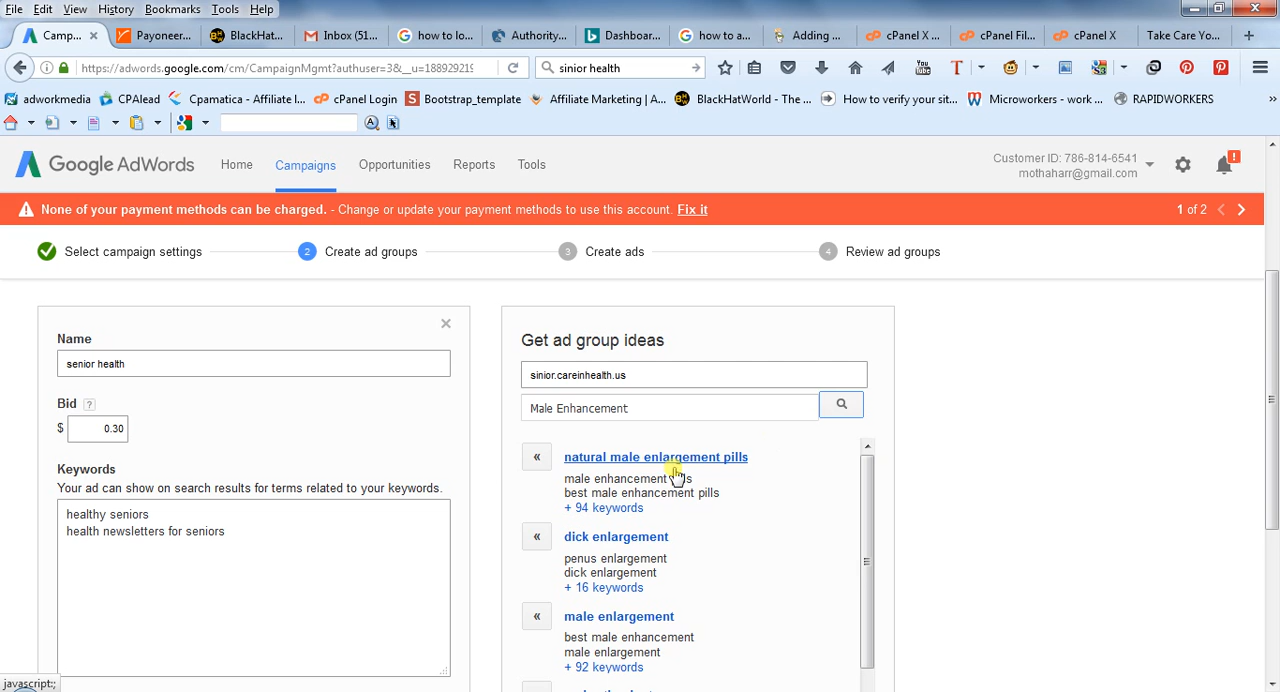 File Edit View History Bookmarks Tools Help
Camp... × Payoneer... BlackHat... Inbox (51... how to lo... Authority,... Dashboar... how to a... Adding ... cPanel X ... cPanel Fil... cPanel X Take Care Yo... +
https://adwords.google.com/cm/CampaignMgmt?authuser=3&__u=188929219 sinior health
adworkmedia CPAlead Cpamatica - Affiliate I... cPanel Login Bootstrap_template Affiliate Marketing | A... BlackHatWorld - The ... How to verify your sit... Microworkers - work ... RAPIDWORKERS »
Google AdWords Home Campaigns Opportunities Reports Tools
Customer ID: 786-814-6541
mothaharr@gmail.com
None of your payment methods can be charged. - Change or update your payment methods to use this account. Fix it 1 of 2
Select campaign settings 2 Create ad groups 3 Create ads 4 Review ad groups
Name
senior health
Bid ?
$ 0.30
Keywords
Your ad can show on search results for terms related to your keywords.
healthy seniors
health newsletters for seniors
Get ad group ideas
sinior.careinhealth.us
Male Enhancement
« natural male enlargement pills
male enhancement
best male enhancement pills
+ 94 keywords
« dick enlargement
penus enlargement
dick enlargement
+ 16 keywords
« male enlargement
best male enhancement
male enlargement
+ 92 keywords
javascript:;